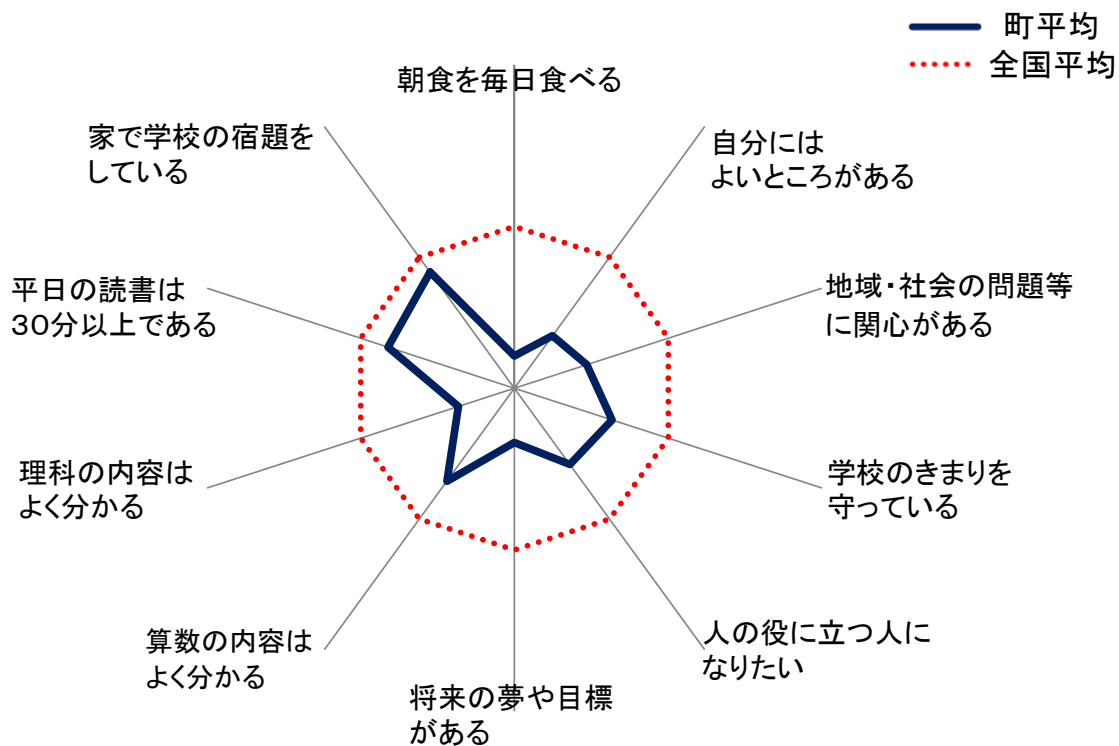 町平均
全国平均
朝食を毎日食べる
自分には
よいところがある
地域・社会の問題等
に関心がある
学校のきまりを
守っている
人の役に立つ人に
なりたい
将来の夢や目標
がある
算数の内容は
よく分かる
理科の内容は
よく分かる
平日の読書は
30分以上である
家で学校の宿題を
している